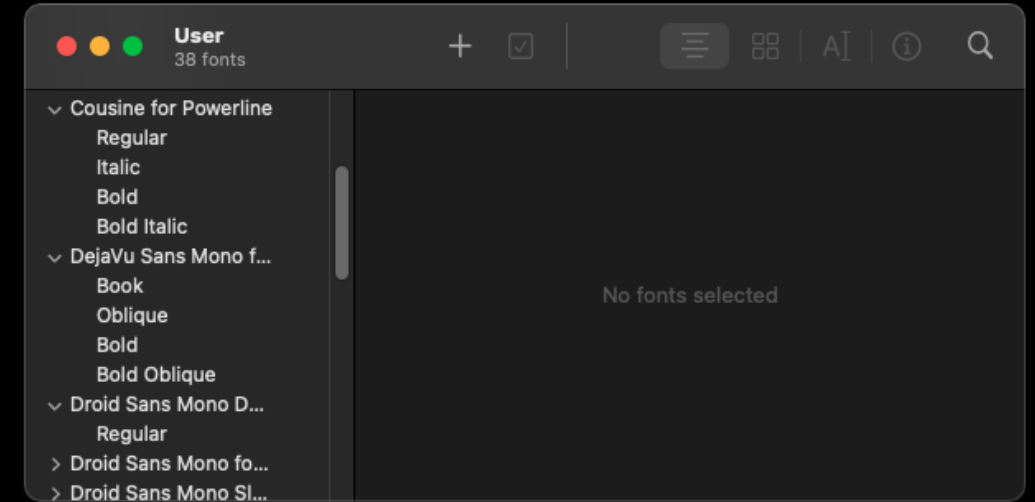 User
38 fonts
Cousine for Powerline
Regular
Italic
Bold
Bold Italic
DejaVu Sans Mono f...
Book
Oblique
Bold
Bold Oblique
Droid Sans Mono D...
Regular
Droid Sans Mono fo...
Droid Sans Mono Sl...
No fonts selected